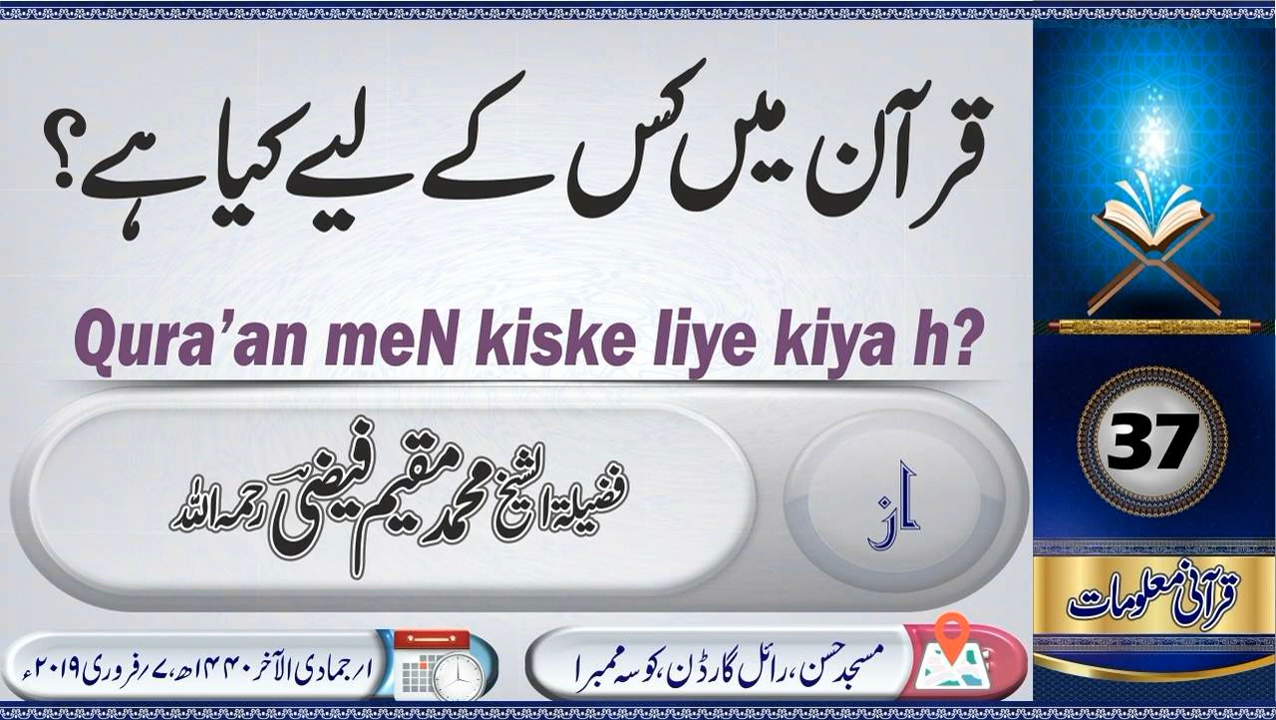 قرآن میں کس کے لیے کیا ہے؟
Qura’an meN kiske liye kiya h?
از
فضیلۃ الشیخ محمد مقیم فیضی رحمہ اللہ
37
قرآنی معلومات
مسجد حسن، رائل گارڈن، کوسہ ممبرا
۱/جمادی الآخر ۱۴۴۰ھ، ۷/فروری ۲۰۱۹ء